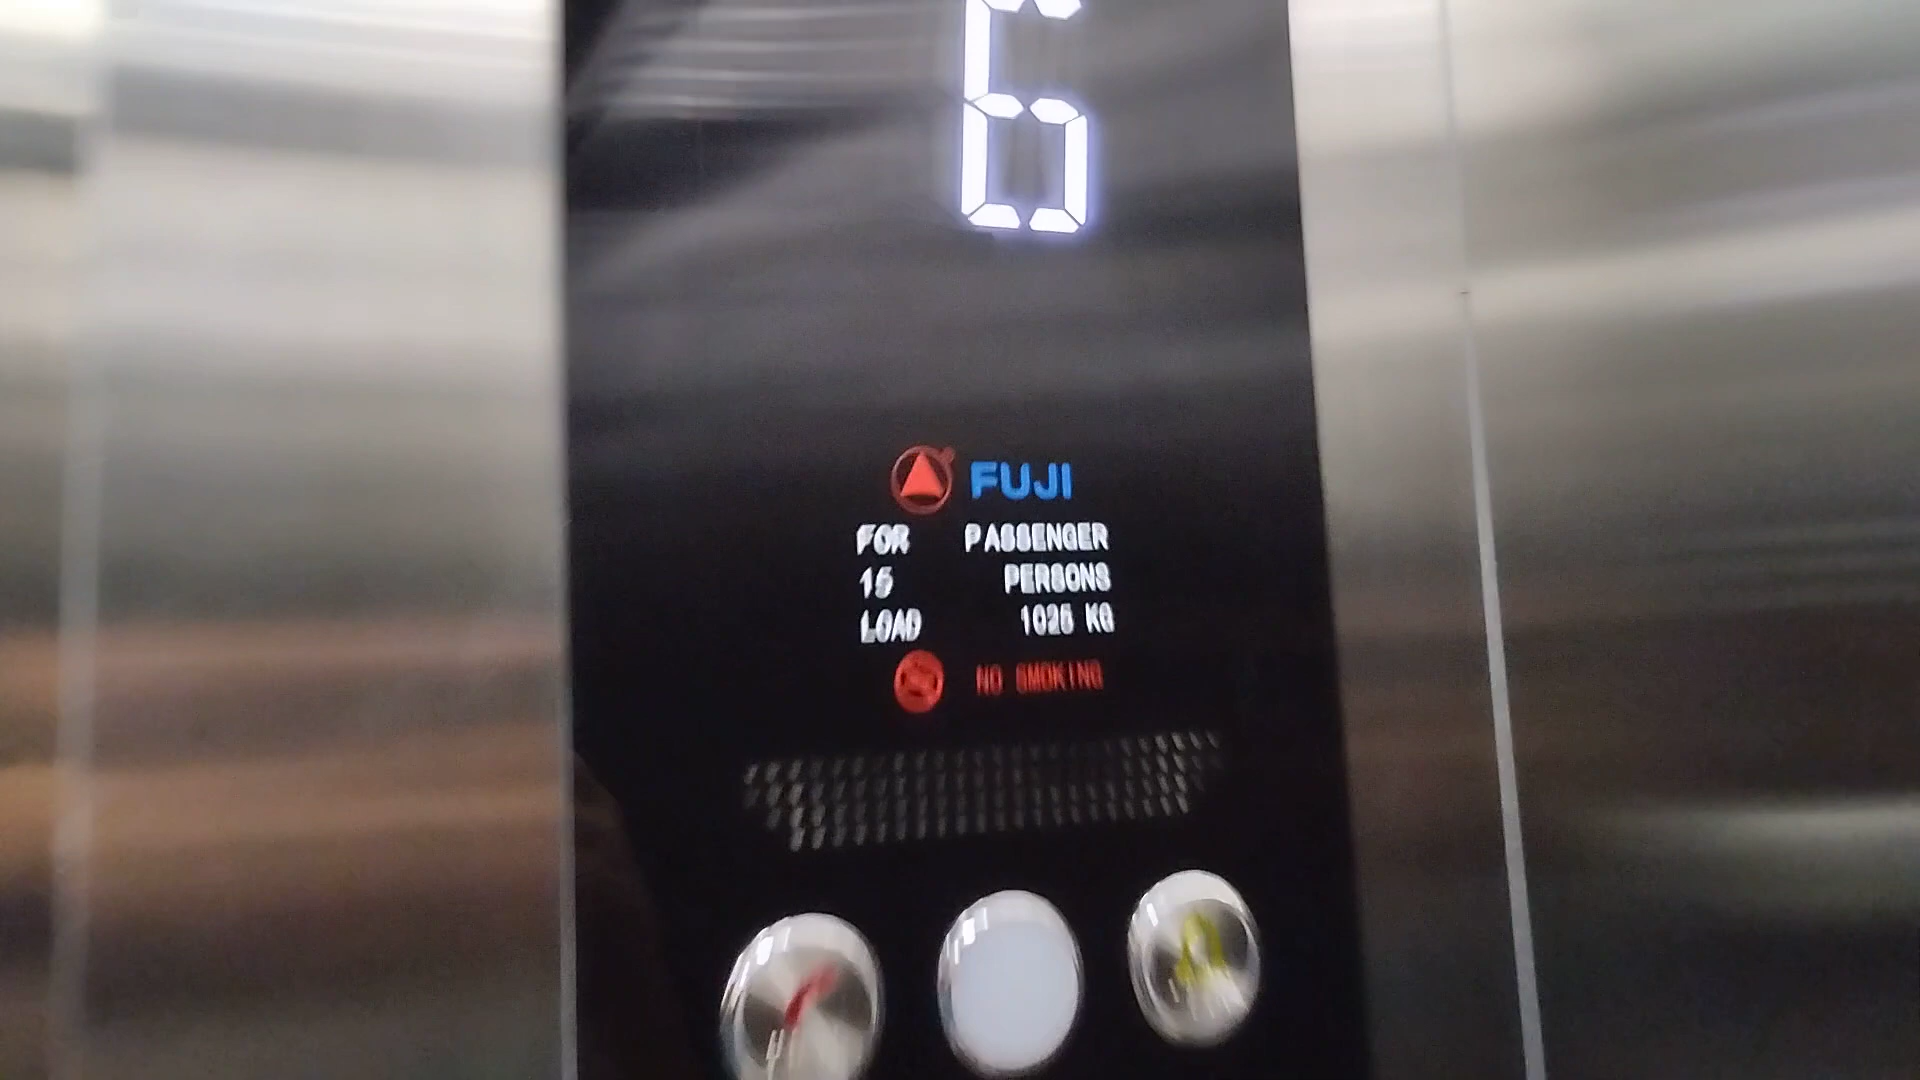 6
FUJI
FOR PASSENGER
15 PERSONS
LOAD 1025 KG
NO SMOKING